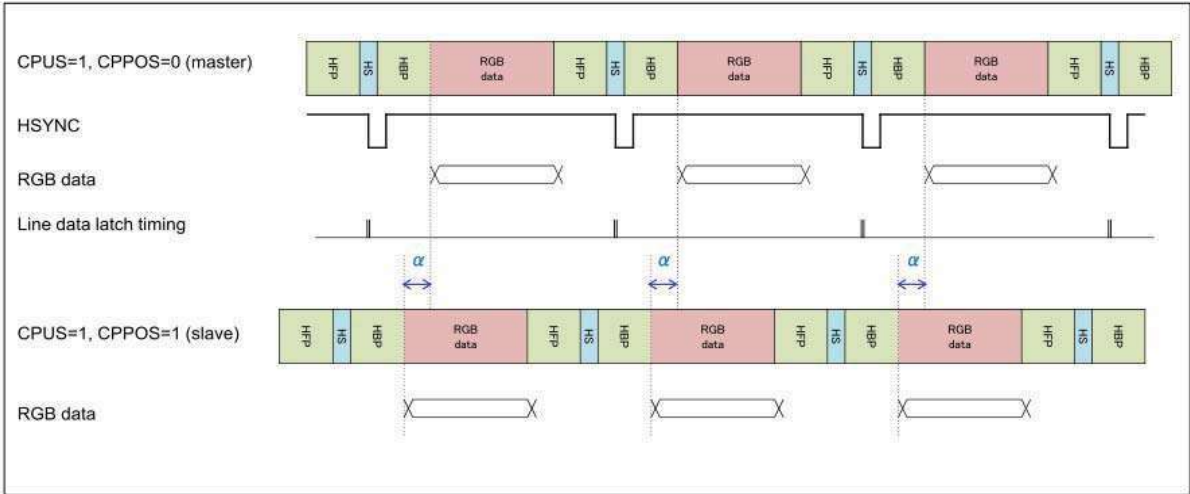 CPUS=1, CPPOS=0 (master)
HFP HS HBP RGB data HFP HS HBP RGB data HFP HS HBP RGB data HFP HS HBP
HSYNC
RGB data
Line data latch timing
α α α
CPUS=1, CPPOS=1 (slave)
HFP HS HBP RGB data HFP HS HBP RGB data HFP HS HBP RGB data HFP HS HBP
RGB data